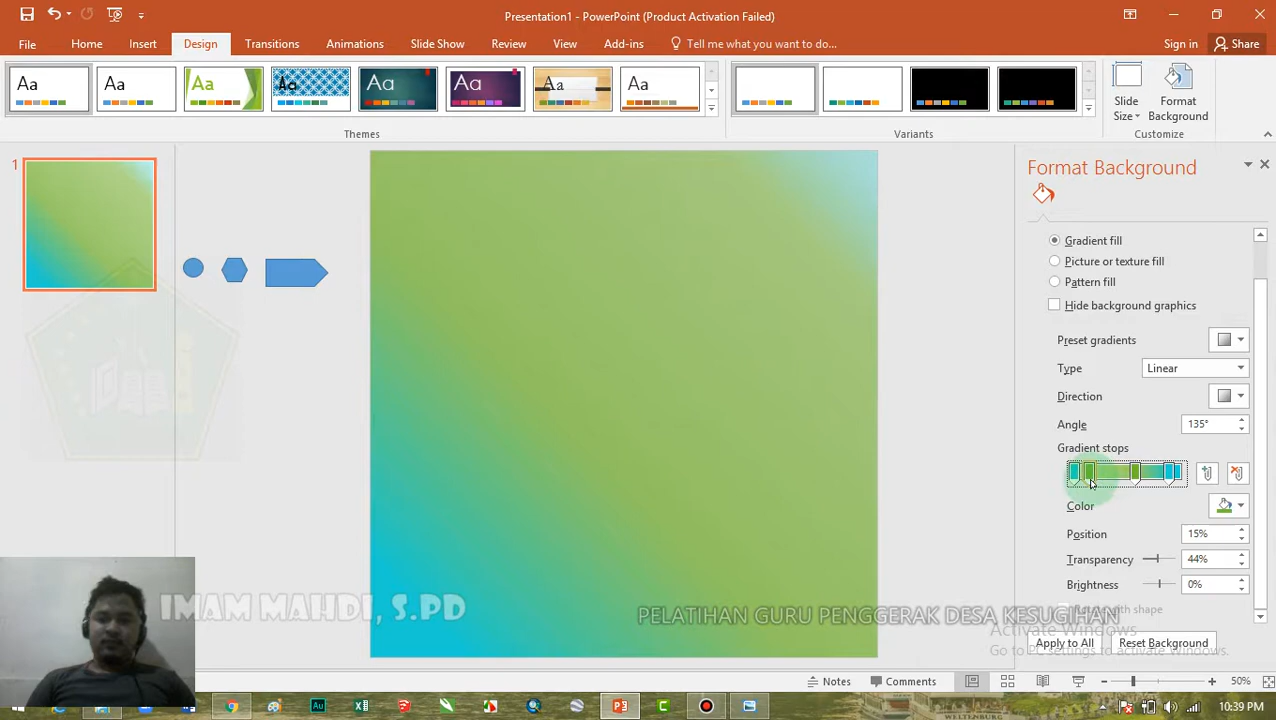 Presentation1 - PowerPoint (Product Activation Failed)
File
Home
Insert
Design
Transitions
Animations
Slide Show
Review
View
Add-ins
Tell me what you want to do...
Sign in
Share
Aa
Aa
Aa
Aa
Aa
Aa
Aa
Aa
Slide Size
Format Background
Themes
Variants
Customize
1
Format Background
Gradient fill
Picture or texture fill
Pattern fill
Hide background graphics
Preset gradients
Type
Linear
Direction
Angle
135°
Gradient stops
Color
Position
15%
Transparency
44%
Brightness
0%
Rotate with shape
Apply to All
Reset Background
IMAM MAHDI, S.PD
PELATIHAN GURU PENGGERAK DESA KESUGIHAN
Activate Windows
Go to PC settings to activate Windows.
Notes
Comments
50%
Au
WELTENBURG
10:39 PM